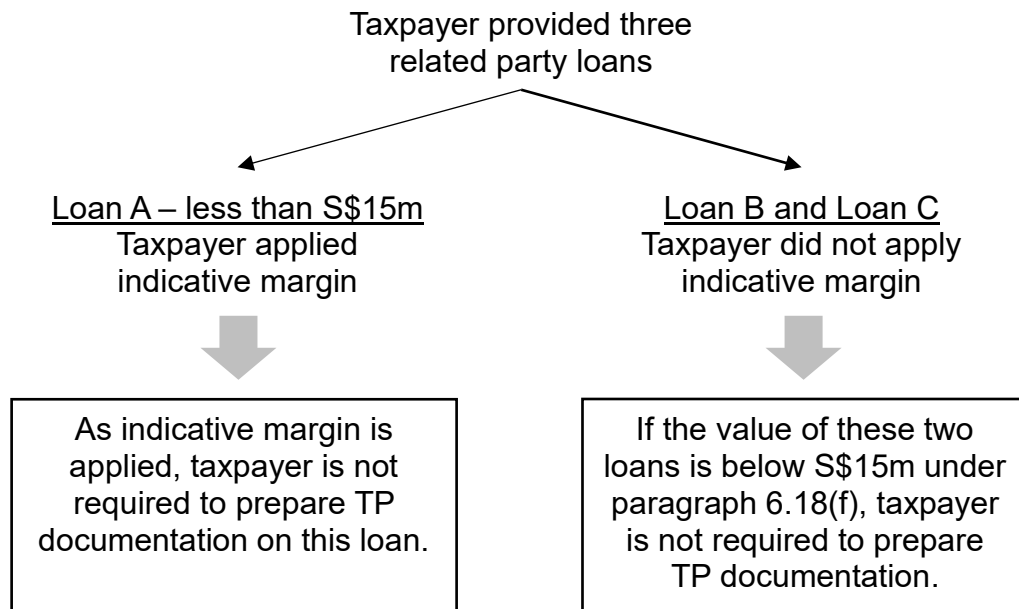 Taxpayer provided three
related party loans
Loan A – less than S$15m
Taxpayer applied
indicative margin
Loan B and Loan C
Taxpayer did not apply
indicative margin
As indicative margin is
applied, taxpayer is not
required to prepare TP
documentation on this loan.
If the value of these two
loans is below S$15m under
paragraph 6.18(f), taxpayer
is not required to prepare
TP documentation.